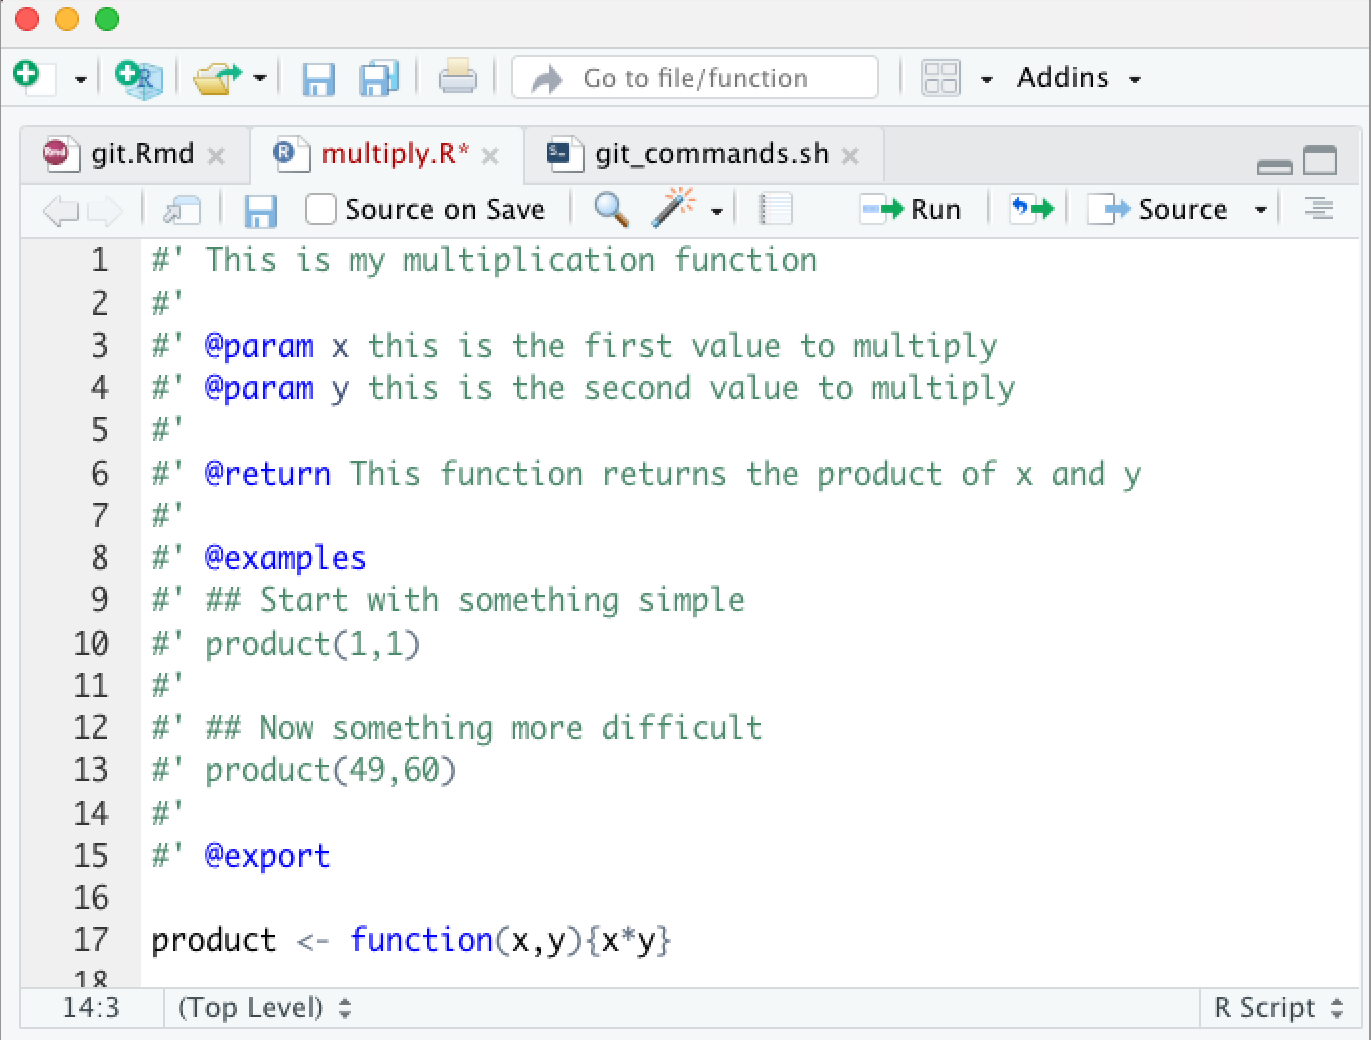 Go to file/function
Addins
git.Rmd
multiply.R*
git_commands.sh
Source on Save
Run
Source
1 #' This is my multiplication function
2 #'
3 #' @param x this is the first value to multiply
4 #' @param y this is the second value to multiply
5 #'
6 #' @return This function returns the product of x and y
7 #'
8 #' @examples
9 #' ## Start with something simple
10 #' product(1,1)
11 #'
12 #' ## Now something more difficult
13 #' product(49,60)
14 #'
15 #' @export
16
17 product <- function(x,y){x*y}
18
14:3 (Top Level) R Script